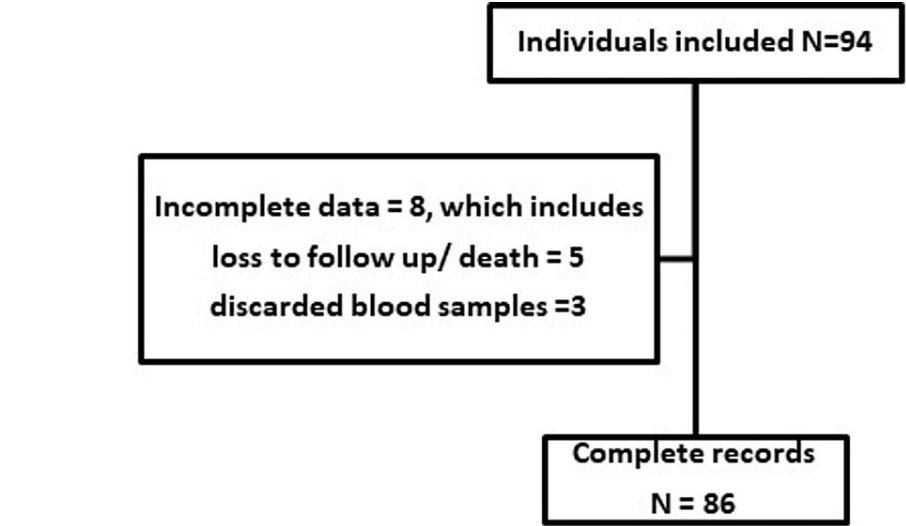 Individuals included N=94
Incomplete data = 8, which includes
loss to follow up/ death = 5
discarded blood samples =3
Complete records
N = 86